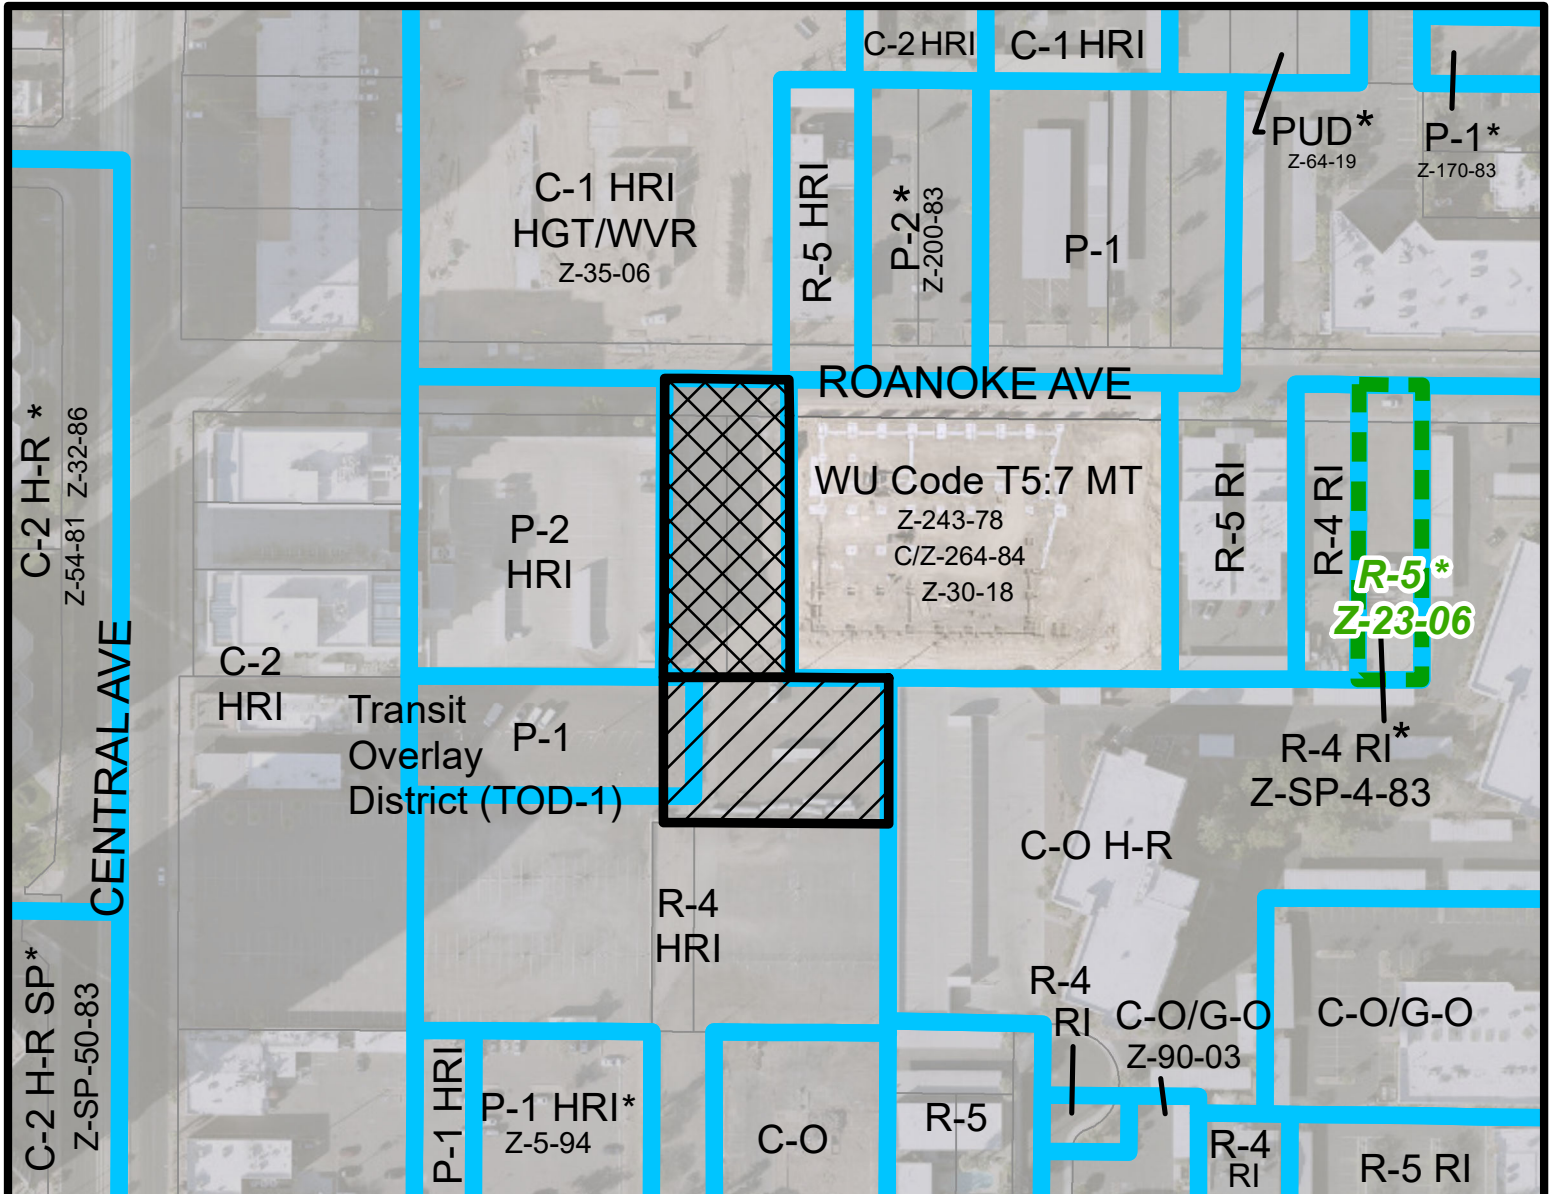 C-2 HRI
C-1 HRI
PUD*
Z-64-19
P-1*
Z-170-83
C-1 HRI
HGT/WVR
Z-35-06
R-5 HRI
P-2 *
Z-200-83
P-1
ROANOKE AVE
C-2 H-R *
Z-54-81 Z-32-86
P-2
HRI
WU Code T5:7 MT
Z-243-78
C/Z-264-84
Z-30-18
R-5 RI
R-4 RI
R-5 *
Z-23-06
CENTRAL AVE
C-2
HRI
Transit
Overlay
District (TOD-1)
P-1
R-4 RI*
Z-SP-4-83
C-O H-R
R-4
HRI
C-2 H-R SP*
Z-SP-50-83
R-4
RI
C-O/G-O
Z-90-03
C-O/G-O
P-1 HRI
P-1 HRI*
Z-5-94
C-O
R-5
R-4
RI
R-5 RI